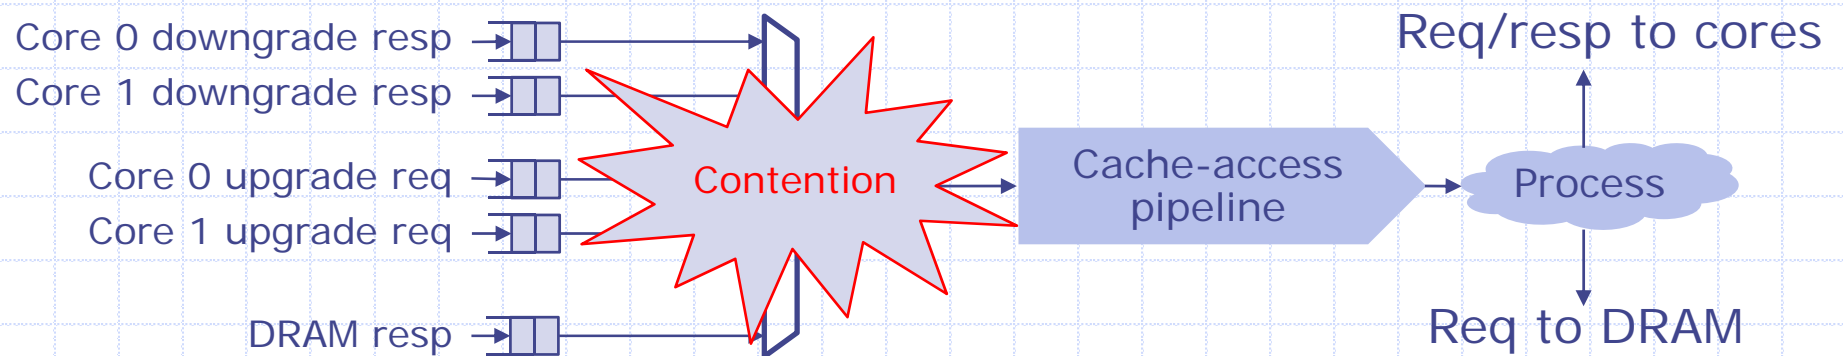 Core 0 downgrade resp
Core 1 downgrade resp
Core 0 upgrade req
Core 1 upgrade req
DRAM resp
Contention
Cache-access
pipeline
Process
Req/resp to cores
Req to DRAM